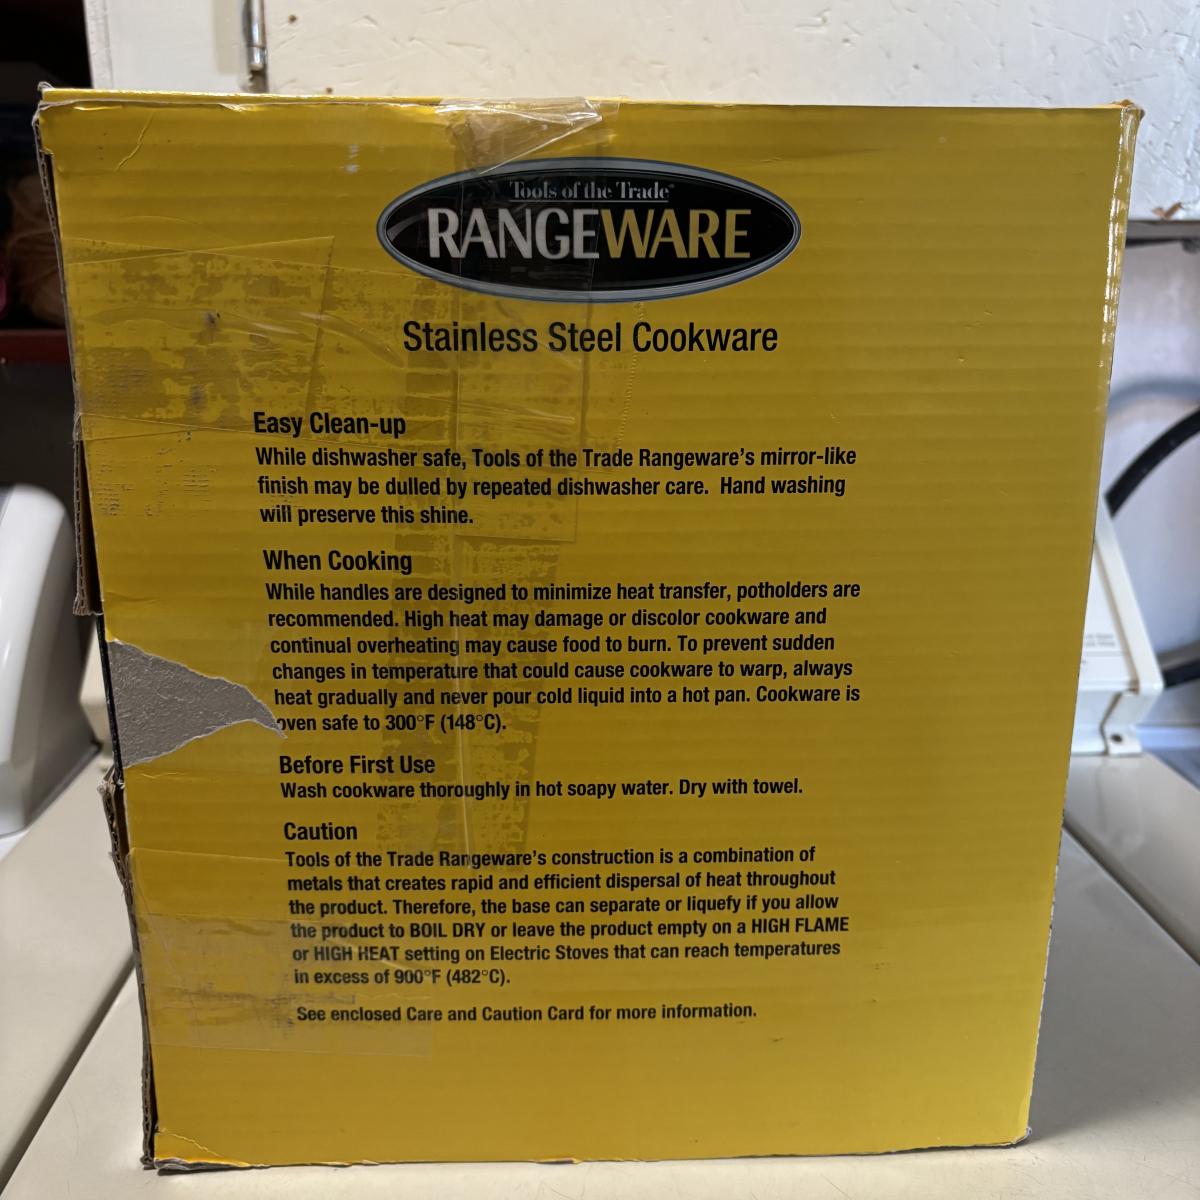 Tools of the Trade®
RANGEWARE
Stainless Steel Cookware
Easy Clean-up
While dishwasher safe, Tools of the Trade Rangeware's mirror-like
finish may be dulled by repeated dishwasher care. Hand washing
will preserve this shine.
When Cooking
While handles are designed to minimize heat transfer, potholders are
recommended. High heat may damage or discolor cookware and
continual overheating may cause food to burn. To prevent sudden
changes in temperature that could cause cookware to warp, always
heat gradually and never pour cold liquid into a hot pan. Cookware is
oven safe to 300°F (148°C).
Before First Use
Wash cookware thoroughly in hot soapy water. Dry with towel.
Caution
Tools of the Trade Rangeware's construction is a combination of
metals that creates rapid and efficient dispersal of heat throughout
the product. Therefore, the base can separate or liquefy if you allow
the product to BOIL DRY or leave the product empty on a HIGH FLAME
or HIGH HEAT setting on Electric Stoves that can reach temperatures
in excess of 900°F (482°C).
See enclosed Care and Caution Card for more information.